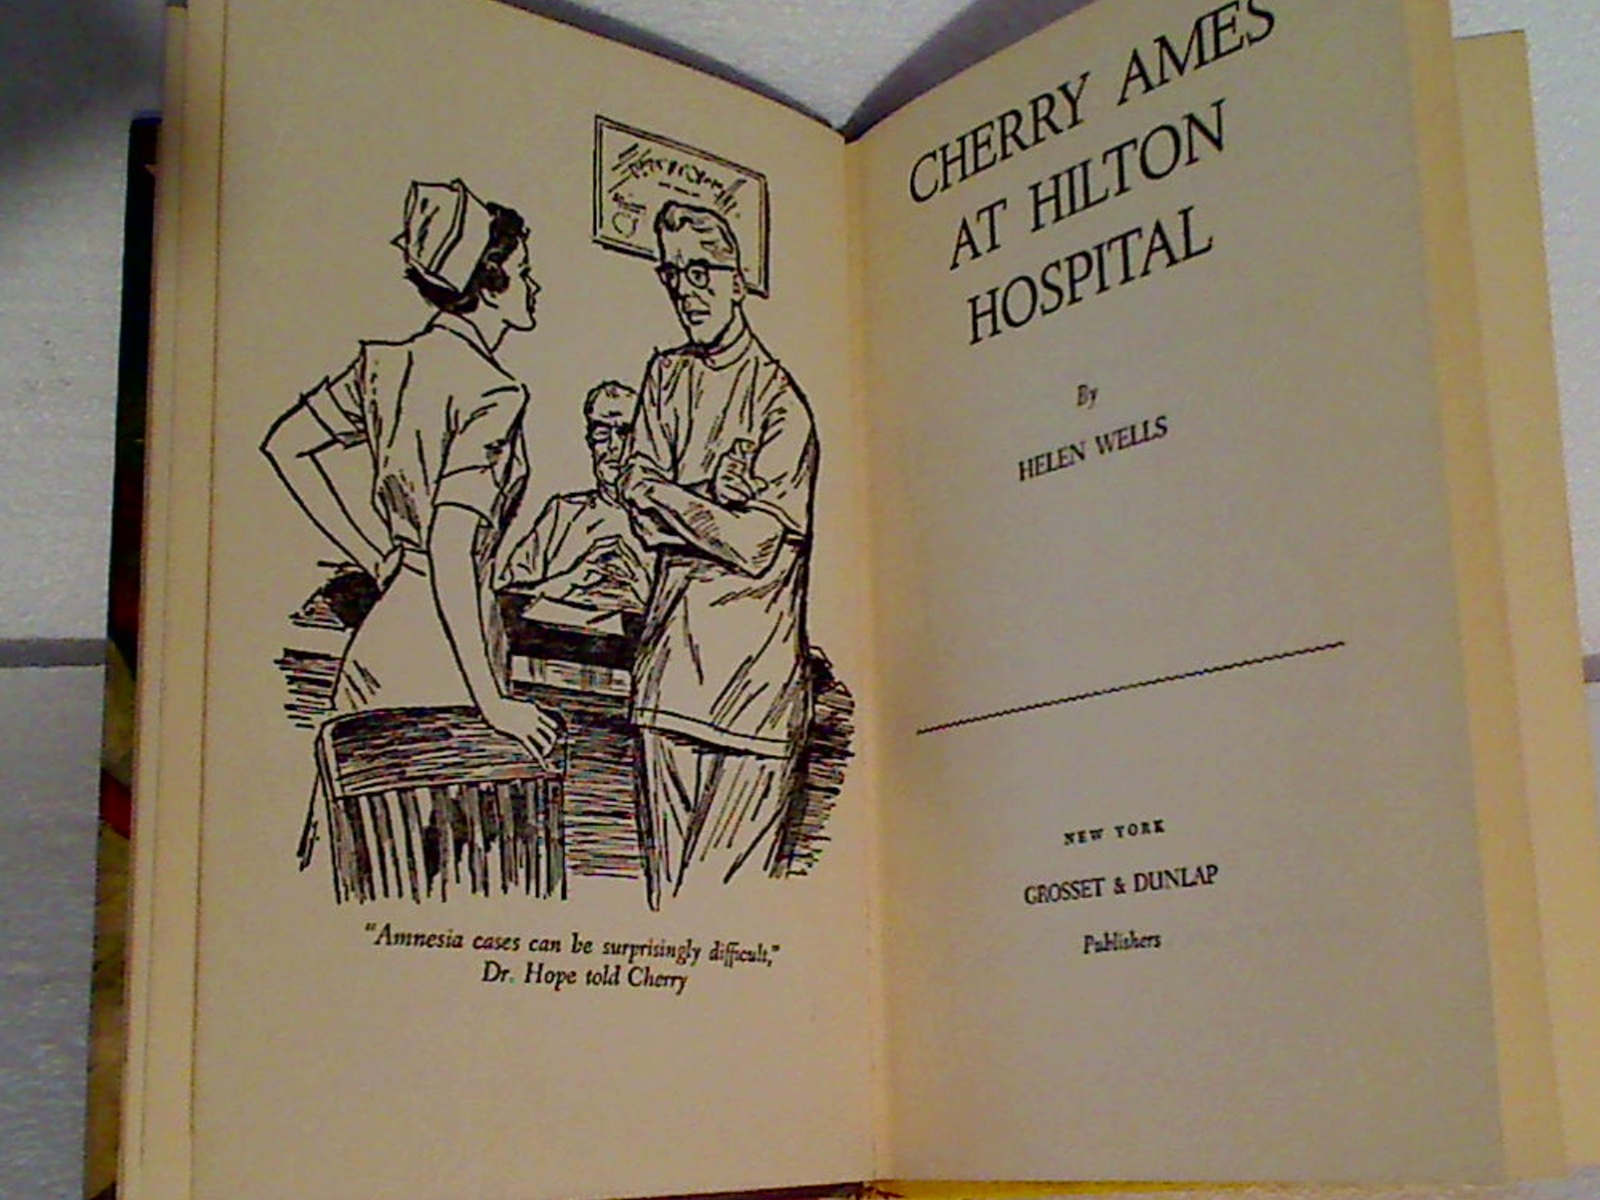 "Amnesia cases can be surprisingly difficult,"
Dr. Hope told Cherry
CHERRY AMES
AT HILTON
HOSPITAL
By
HELEN WELLS
NEW YORK
GROSSET & DUNLAP
Publishers